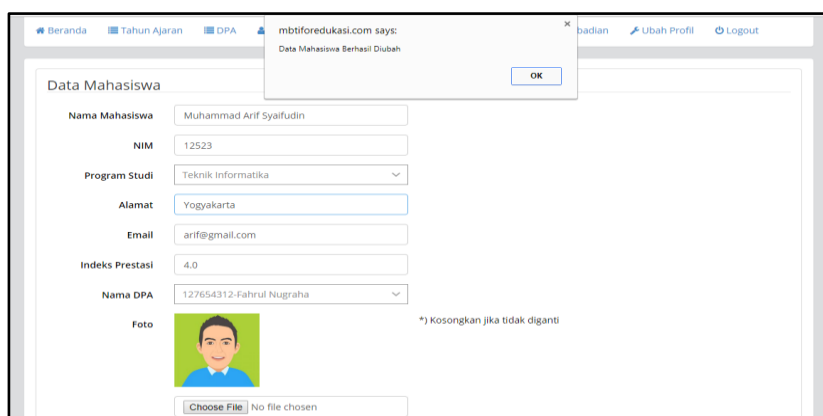 Beranda Tahun Ajaran DPA badian Ubah Profil Logout
mbtiforedukasi.com says:
Data Mahasiswa Berhasil Diubah
OK
Data Mahasiswa
Nama Mahasiswa Muhammad Arif Syaifudin
NIM 12523
Program Studi Teknik Informatika
Alamat Yogyakarta
Email arif@gmail.com
Indeks Prestasi 4.0
Nama DPA 127654312-Fahrul Nugraha
Foto *) Kosongkan jika tidak diganti
Choose File No file chosen